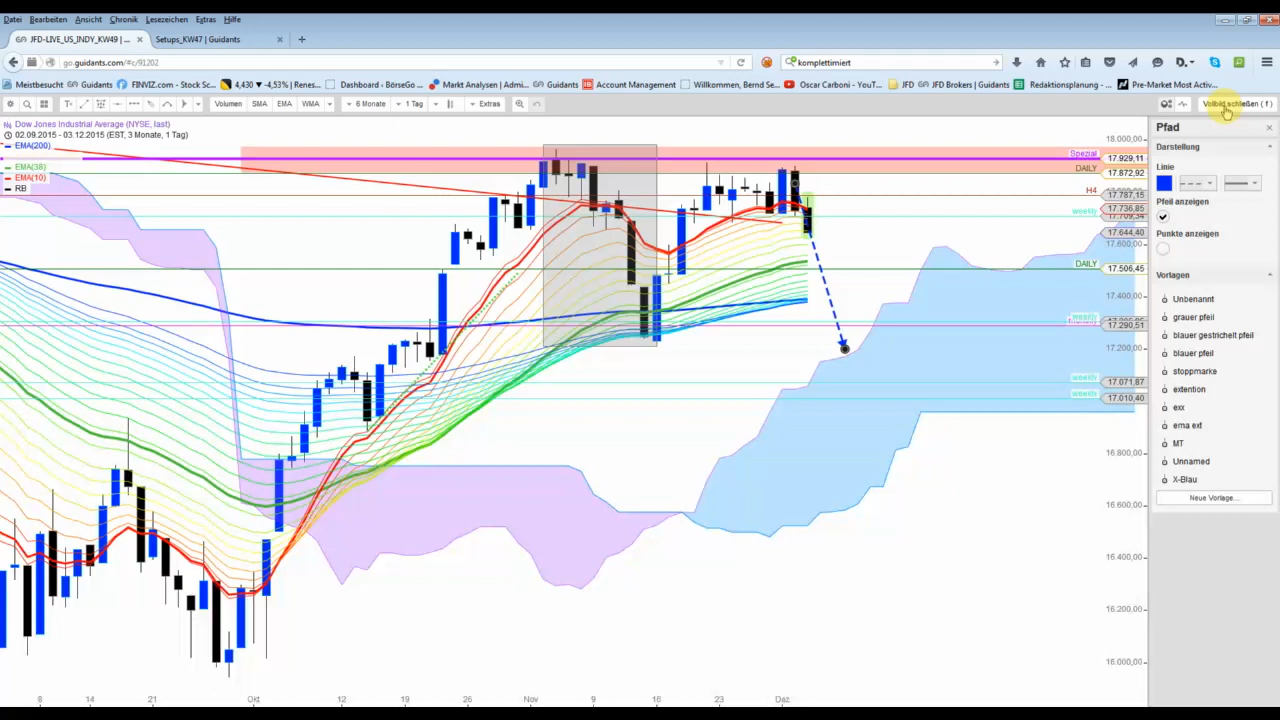 Datei Bearbeiten Ansicht Chronik Lesezeichen Extras Hilfe
JFD-LIVE_US_INDY_KW49 | ... Setups_KW47 | Guidants
go.guidants.com/#c/91202 komplettimiert
Meistbesucht Guidants FINVIZ.com - Stock Sc... 4,430 ▼ -4,53% | Renes... Dashboard - BörseGo ... Markt Analysen | Admi... Guidants Account Management Willkommen, Bernd Sa... Oscar Carboni - YouT... JFD JFD Brokers | Guidants Redaktionsplanung - ... Pre-Market Most Activ...
Volumen SMA EMA WMA 6 Monate 1 Tag Extras Vollbild schließen ( f )
Dow Jones Industrial Average (NYSE, last)
02.09.2015 - 03.12.2015 (EST, 3 Monate, 1 Tag)
EMA(200)
EMA(38)
EMA(10)
RB
18.000,00
Spezial 17.929,11
DAILY 17.872,92
H4 17.787,15
17.736,85
weekly 17.709,34
17.644,40
17.600,00
DAILY 17.506,45
17.400,00
weekly
17.290,51
17.200,00
weekly 17.071,87
weekly 17.010,40
16.800,00
16.600,00
16.400,00
16.200,00
16.000,00
8 14 21 Okt 12 19 26 Nov 9 16 23 Dez
Pfad
Darstellung
Linie
Pfeil anzeigen
Punkte anzeigen
Vorlagen
Unbenannt
grauer pfeil
blauer gestrichelt pfeil
blauer pfeil
stoppmarke
extention
exx
ema ext
MT
Unnamed
X-Blau
Neue Vorlage...